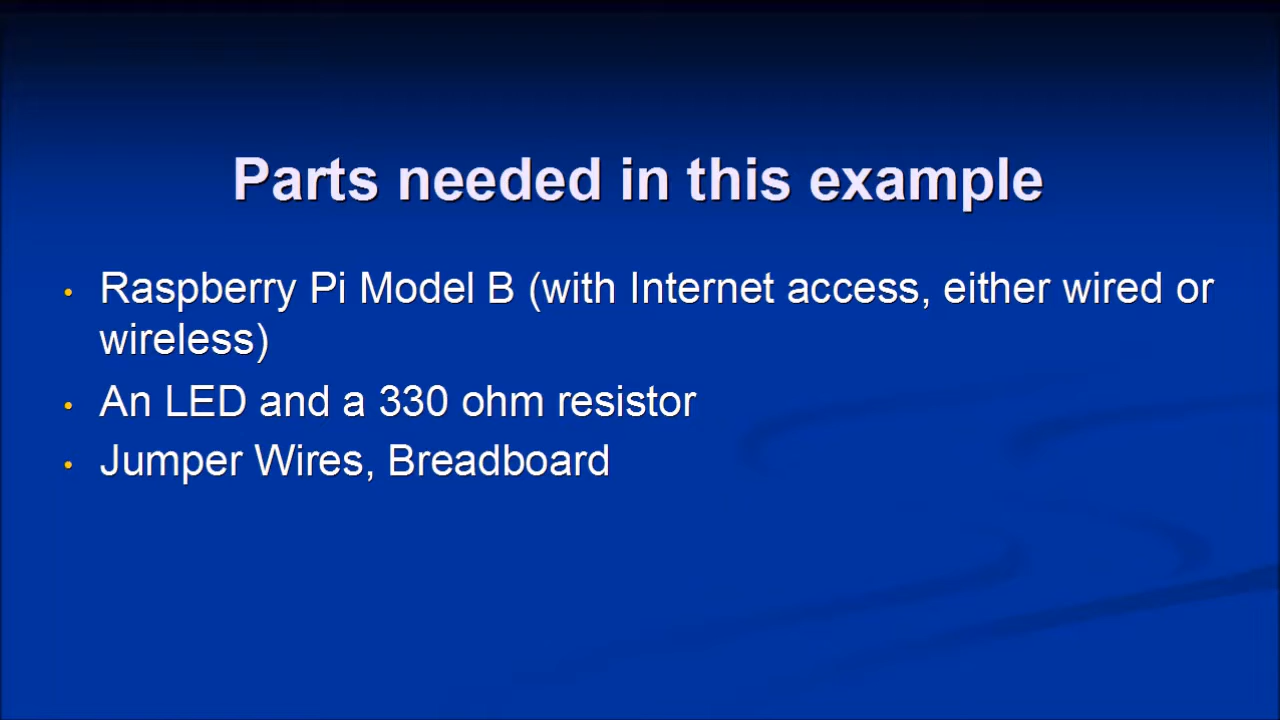 Parts needed in this example
• Raspberry Pi Model B (with Internet access, either wired or
wireless)
• An LED and a 330 ohm resistor
• Jumper Wires, Breadboard